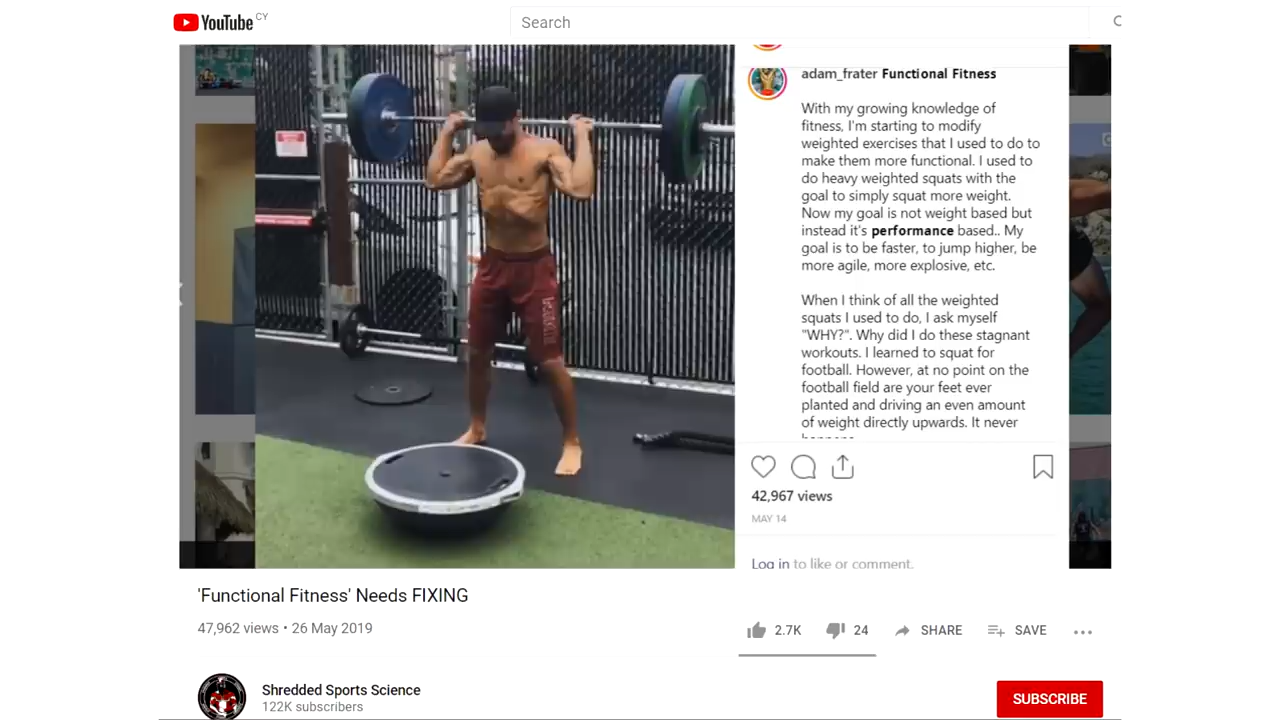 YouTube CY
Search
adam_frater Functional Fitness
With my growing knowledge of
fitness, I'm starting to modify
weighted exercises that I used to do to
make them more functional. I used to
do heavy weighted squats with the
goal to simply squat more weight.
Now my goal is not weight based but
instead it's performance based.. My
goal is to be faster, to jump higher, be
more agile, more explosive, etc.
When I think of all the weighted
squats I used to do, I ask myself
"WHY?". Why did I do these stagnant
workouts. I learned to squat for
football. However, at no point on the
football field are your feet ever
planted and driving an even amount
of weight directly upwards. It never
42,967 views
MAY 14
Log in to like or comment.
'Functional Fitness' Needs FIXING
47,962 views • 26 May 2019
2.7K
24
SHARE
SAVE
Shredded Sports Science
122K subscribers
SUBSCRIBE